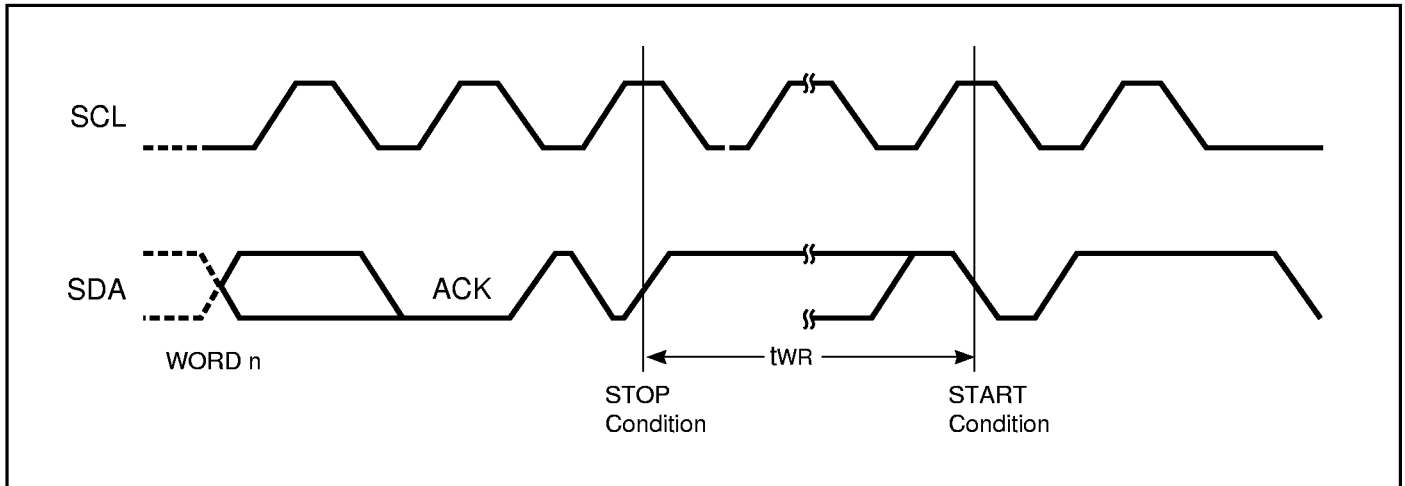 SCL
SDA
ACK
WORD n
tWR
STOP
Condition
START
Condition